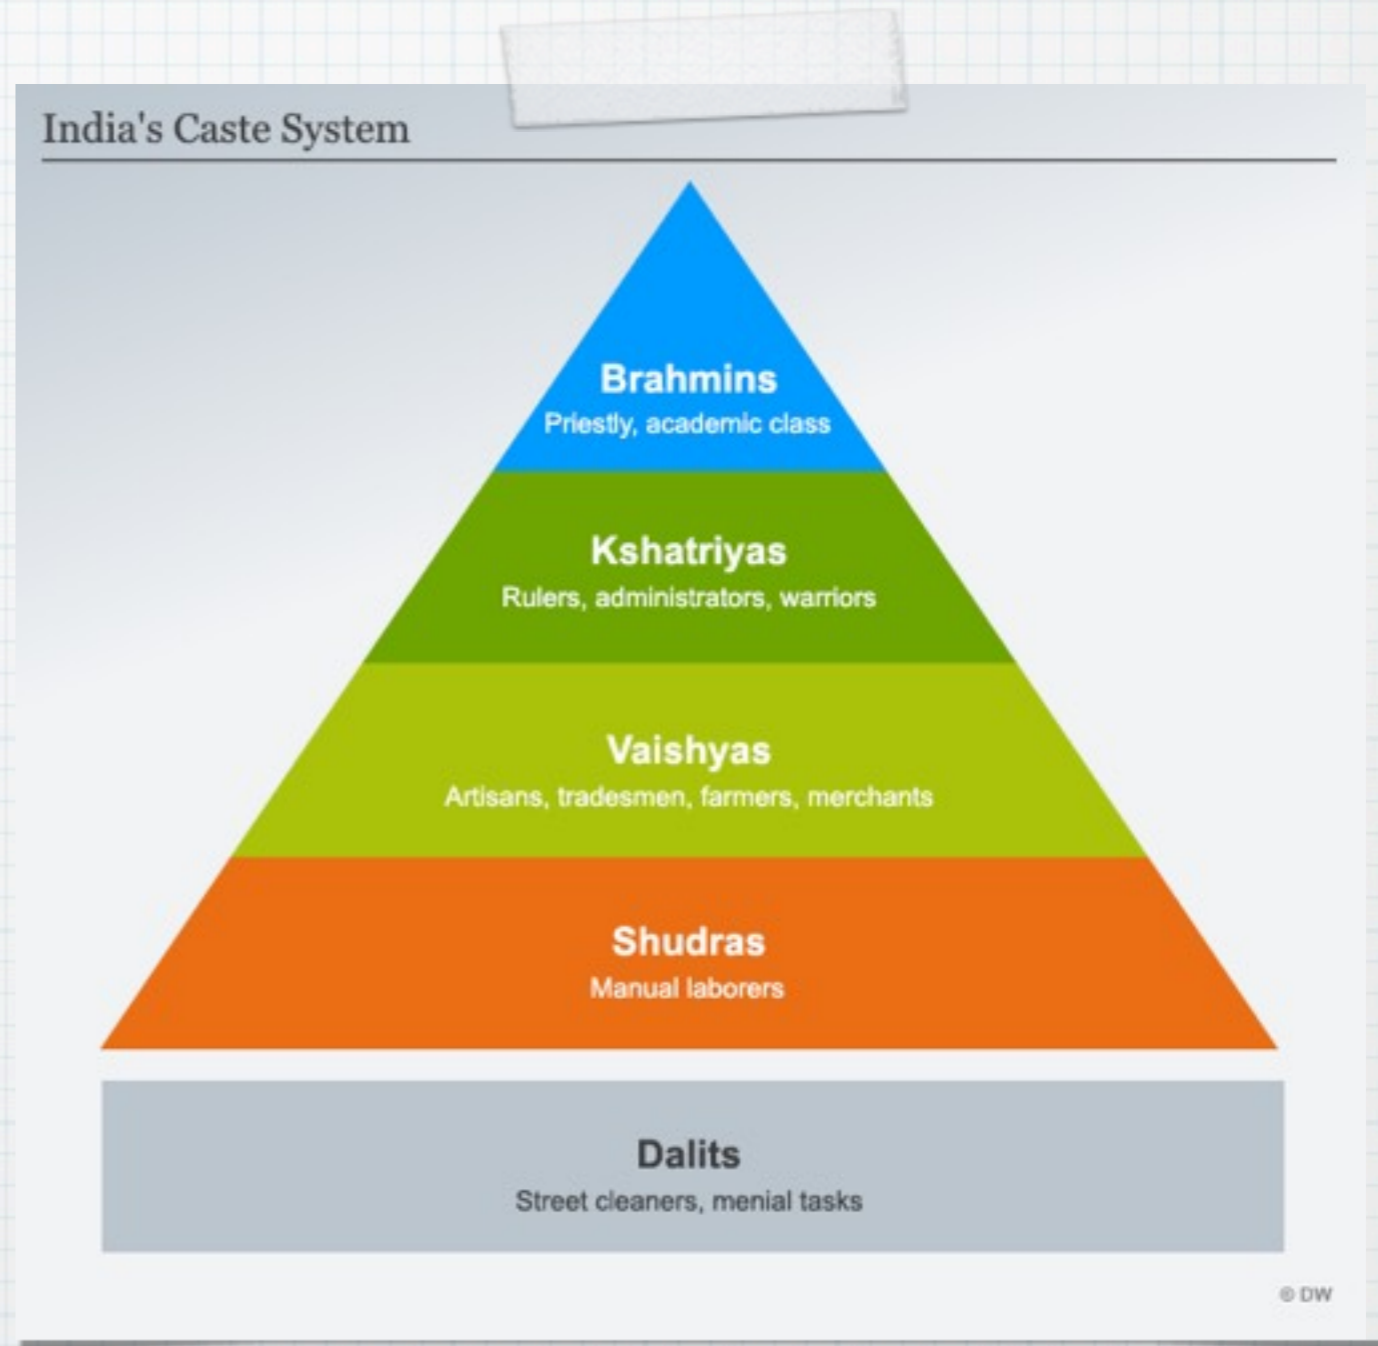 India's Caste System
Brahmins
Priestly, academic class
Kshatriyas
Rulers, administrators, warriors
Vaishyas
Artisans, tradesmen, farmers, merchants
Shudras
Manual laborers
Dalits
Street cleaners, menial tasks
© DW